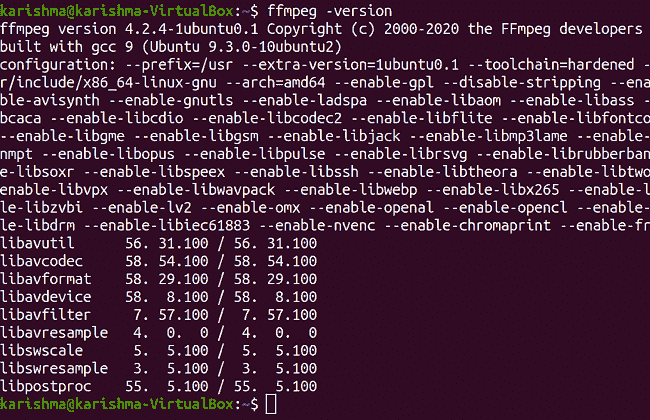 karishma@karishma-VirtualBox:~$ ffmpeg -version
ffmpeg version 4.2.4-1ubuntu0.1 Copyright (c) 2000-2020 the FFmpeg developers
built with gcc 9 (Ubuntu 9.3.0-10ubuntu2)
configuration: --prefix=/usr --extra-version=1ubuntu0.1 --toolchain=hardened -
r/include/x86_64-linux-gnu --arch=amd64 --enable-gpl --disable-stripping --ena
ble-avisynth --enable-gnutls --enable-ladspa --enable-libaom --enable-libass -
bcaca --enable-libcdio --enable-libcodec2 --enable-libflite --enable-libfontco
--enable-libgme --enable-libgsm --enable-libjack --enable-libmp3lame --enable-
nmpt --enable-libopus --enable-libpulse --enable-librsvg --enable-librubberban
e-libsoxr --enable-libspeex --enable-libssh --enable-libtheora --enable-libtwo
enable-libvpx --enable-libwavpack --enable-libwebp --enable-libx265 --enable-l
le-libzvbi --enable-lv2 --enable-omx --enable-openal --enable-opencl --enable-
le-libdrm --enable-libiec61883 --enable-nvenc --enable-chromaprint --enable-fr
libavutil 56. 31.100 / 56. 31.100
libavcodec 58. 54.100 / 58. 54.100
libavformat 58. 29.100 / 58. 29.100
libavdevice 58. 8.100 / 58. 8.100
libavfilter 7. 57.100 / 7. 57.100
libavresample 4. 0. 0 / 4. 0. 0
libswscale 5. 5.100 / 5. 5.100
libswresample 3. 5.100 / 3. 5.100
libpostproc 55. 5.100 / 55. 5.100
karishma@karishma-VirtualBox:~$